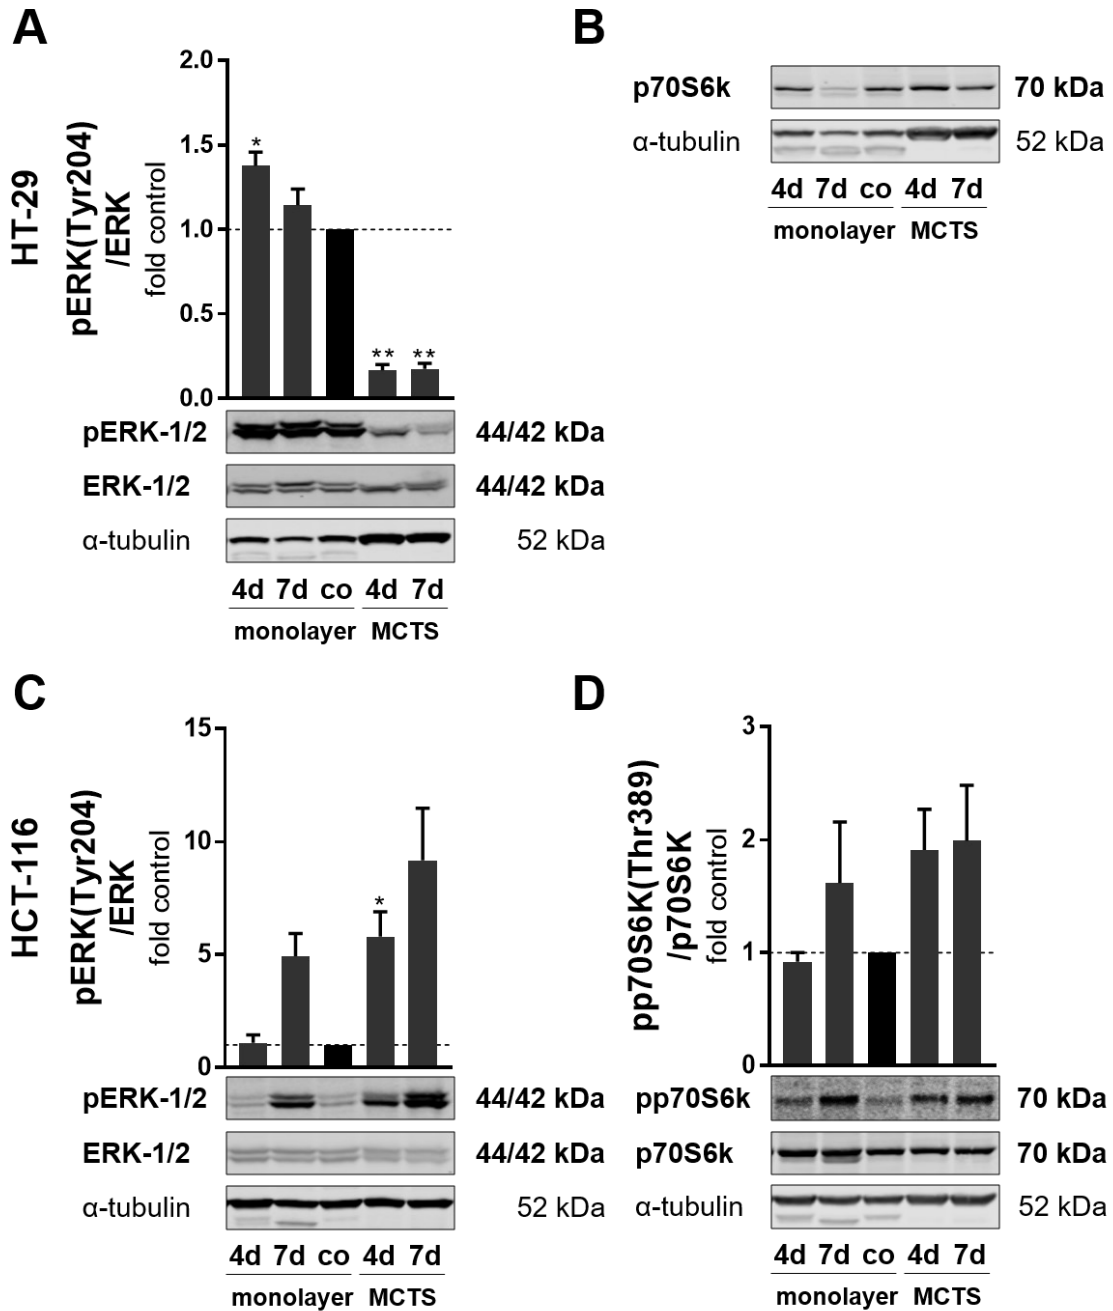 A
HT-29
pERK(Tyr204)
/ERK
fold control
2.0
1.5
1.0
0.5
0.0
*
** **
pERK-1/2 44/42 kDa
ERK-1/2 44/42 kDa
α-tubulin 52 kDa
4d 7d co 4d 7d
monolayer MCTS
B
p70S6k 70 kDa
α-tubulin 52 kDa
4d 7d co 4d 7d
monolayer MCTS
C
HCT-116
pERK(Tyr204)
/ERK
fold control
15
10
5
0
*
pERK-1/2 44/42 kDa
ERK-1/2 44/42 kDa
α-tubulin 52 kDa
4d 7d co 4d 7d
monolayer MCTS
D
pp70S6K(Thr389)
/p70S6K
fold control
3
2
1
0
pp70S6k 70 kDa
p70S6k 70 kDa
α-tubulin 52 kDa
4d 7d co 4d 7d
monolayer MCTS